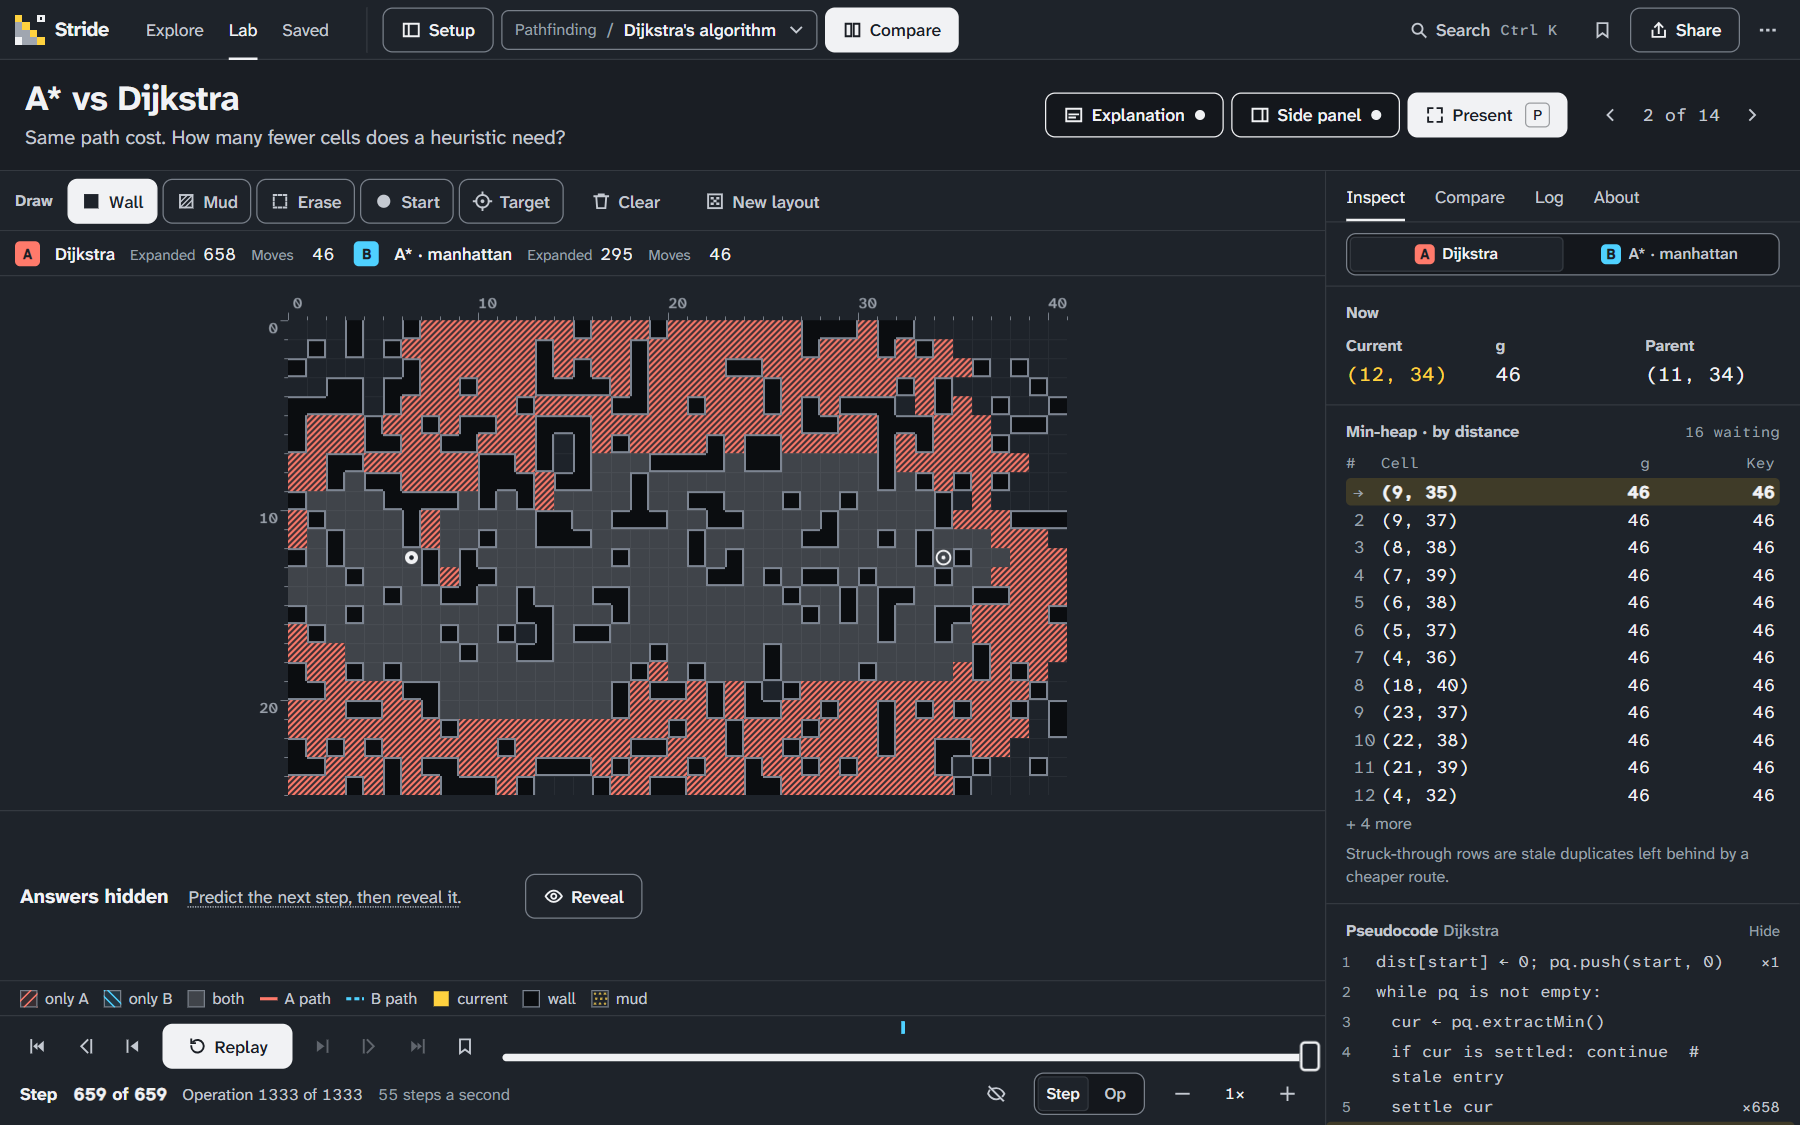 Stride
Explore
Lab
Saved
Setup
Pathfinding / Dijkstra's algorithm
Compare
Search Ctrl K
Share
A* vs Dijkstra
Same path cost. How many fewer cells does a heuristic need?
Explanation
Side panel
Present P
2 of 14
Draw
Wall
Mud
Erase
Start
Target
Clear
New layout
A Dijkstra Expanded 658 Moves 46
B A* · manhattan Expanded 295 Moves 46
0 10 20 30 40
0
10
20
Answers hidden
Predict the next step, then reveal it.
Reveal
only A
only B
both
A path
B path
current
wall
mud
Replay
Step 659 of 659 Operation 1333 of 1333 55 steps a second
Step Op
1×
Inspect
Compare
Log
About
A Dijkstra
B A* · manhattan
Now
Current g Parent
(12, 34) 46 (11, 34)
Min-heap · by distance 16 waiting
# Cell g Key
→ (9, 35) 46 46
2 (9, 37) 46 46
3 (8, 38) 46 46
4 (7, 39) 46 46
5 (6, 38) 46 46
6 (5, 37) 46 46
7 (4, 36) 46 46
8 (18, 40) 46 46
9 (23, 37) 46 46
10 (22, 38) 46 46
11 (21, 39) 46 46
12 (4, 32) 46 46
+ 4 more
Struck-through rows are stale duplicates left behind by a
cheaper route.
Pseudocode Dijkstra Hide
1 dist[start] ← 0; pq.push(start, 0) ×1
2 while pq is not empty:
3 cur ← pq.extractMin()
4 if cur is settled: continue #
stale entry
5 settle cur ×658